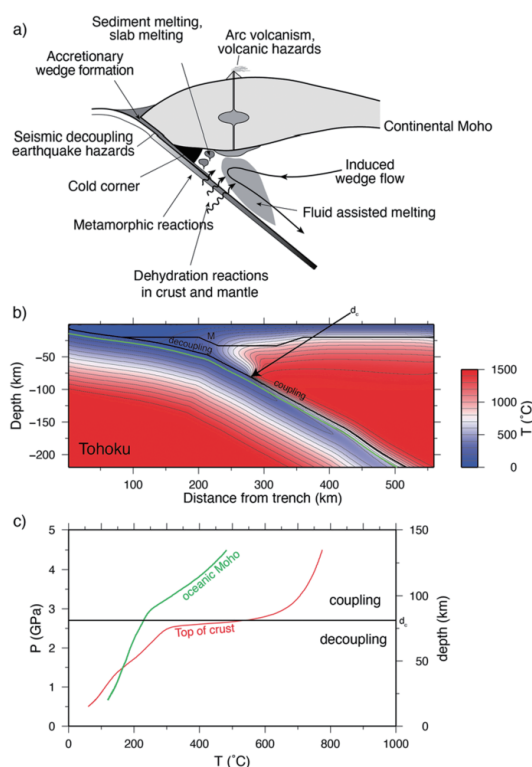 a)
Sediment melting,
slab melting
Arc volcanism,
volcanic hazards
Accretionary
wedge formation
Seismic decoupling
earthquake hazards
Continental Moho
Cold corner
Induced
wedge flow
Metamorphic reactions
Fluid assisted melting
Dehydration reactions
in crust and mantle
b)
dc
M
decoupling
coupling
Depth (km)
−50
−100
−150
−200
Tohoku
0
100
200
300
400
500
Distance from trench (km)
1500
1000
500
0
T (°C)
c)
P (GPa)
5
4
3
2
1
0
oceanic Moho
Top of crust
coupling
decoupling
150
100
dc
50
0
depth (km)
0
200
400
600
800
1000
T (°C)